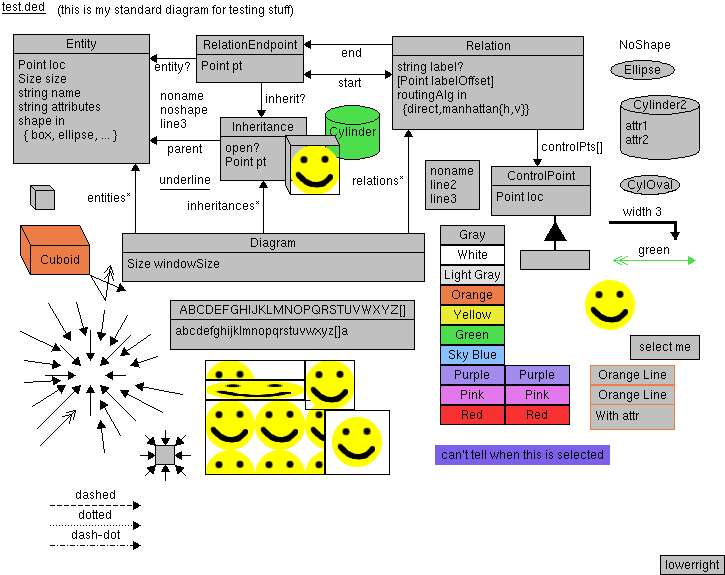 test.ded
(this is my standard diagram for testing stuff)
Entity
Point loc
Size size
string name
string attributes
shape in
{ box, ellipse, ... }
entity?
RelationEndpoint
Point pt
end
start
Relation
string label?
[Point labelOffset]
routingAlg in
{direct,manhattan{h,v}}
NoShape
Ellipse
Cylinder2
attr1
attr2
CylOval
noname
noshape
line3
inherit?
Inheritance
open?
Point pt
Cylinder
parent
underline
controlPts[]
noname
line2
line3
ControlPoint
Point loc
entities*
inheritances*
relations*
width 3
green
Diagram
Size windowSize
Cuboid
Gray
White
Light Gray
Orange
Yellow
Green
Sky Blue
Purple
Purple
Pink
Pink
Red
Red
ABCDEFGHIJKLMNOPQRSTUVWXYZ[]
abcdefghijklmnopqrstuvwxyz[]a
select me
Orange Line
Orange Line
With attr
can't tell when this is selected
dashed
dotted
dash-dot
lowerright